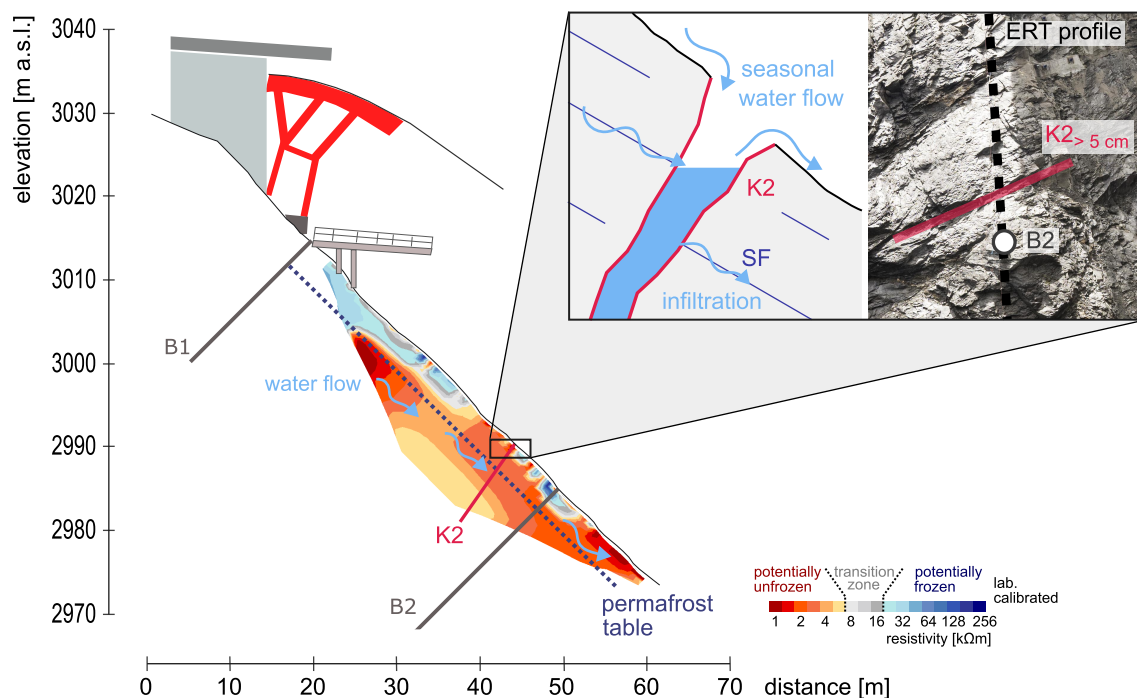 elevation [m a.s.l.]
3040
3030
3020
3010
3000
2990
2980
2970
B1
water flow
K2
B2
permafrost
table
seasonal
water flow
K2
SF
infiltration
ERT profile
K2> 5 cm
B2
potentially
unfrozen
transition
zone
potentially
frozen
lab.
calibrated
1 2 4 8 16 32 64 128 256
resistivity [kΩm]
0 10 20 30 40 50 60 70 distance [m]